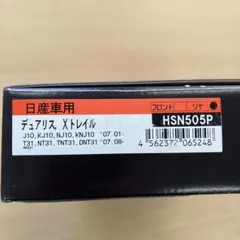 日産車用
フロント リヤ
HSN505P
デュアリス, Xトレイル
J10, KJ10, NJ10, KNJ10 '07.01-
T31, NT31, TNT31, DNT31 '07.08-
4 562372 065248